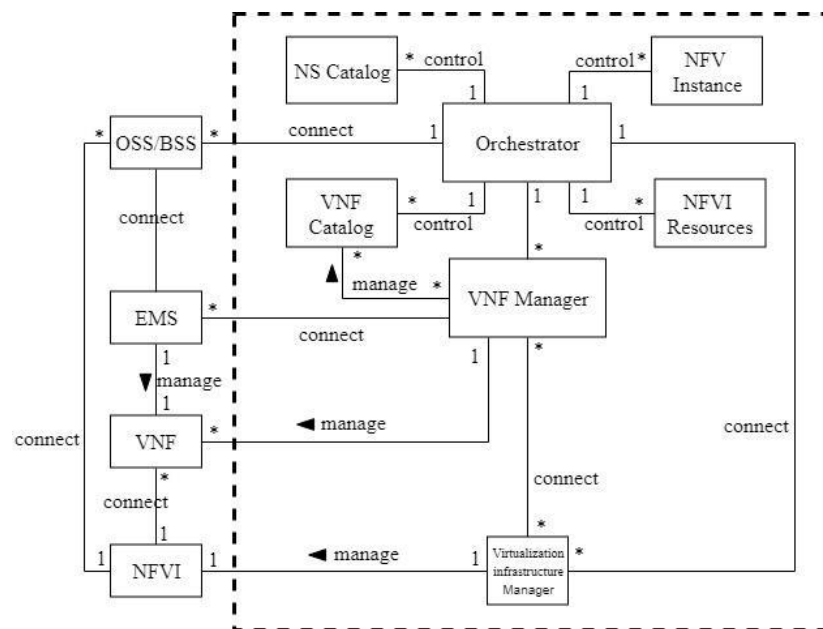 NS Catalog
* control
1
control *
1
NFV
Instance
* OSS/BSS *
connect
1 Orchestrator 1
VNF
Catalog
*
control
1
1
1
control
*
NFVI
Resources
connect
*
manage
*
*
VNF Manager
EMS *
connect
1
manage
1
1
*
VNF *
manage
connect
connect
*
connect
1
connect
*
1 NFVI 1
manage
1
Virtualization
infrastructure
Manager
*